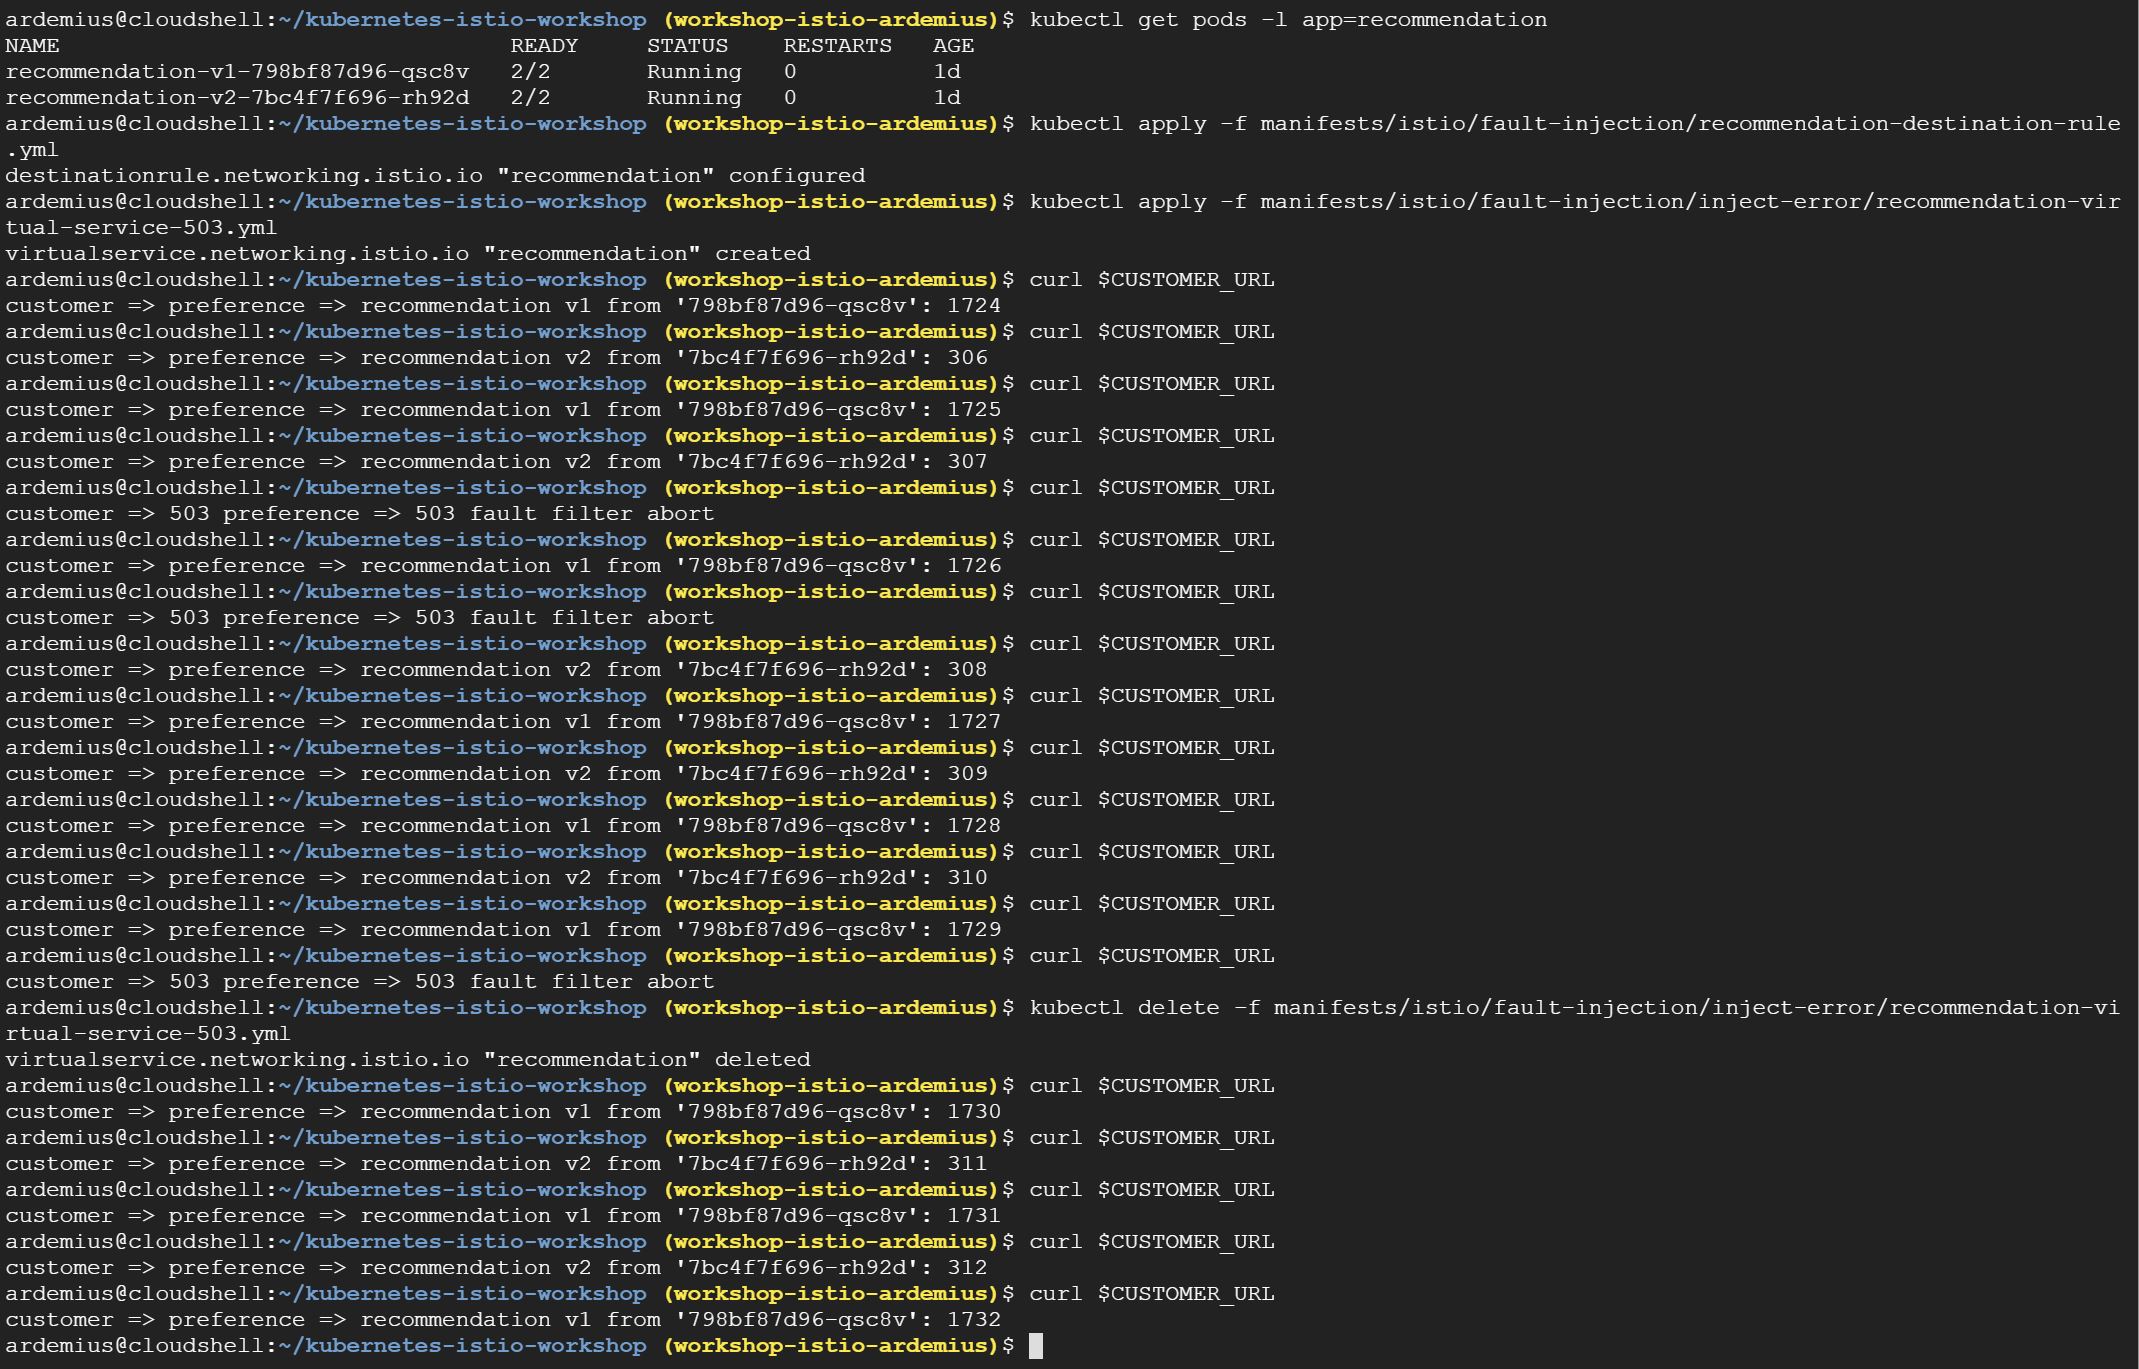 ardemius@cloudshell:~/kubernetes-istio-workshop (workshop-istio-ardemius)$ kubectl get pods -l app=recommendation
NAME                                 READY     STATUS    RESTARTS   AGE
recommendation-v1-798bf87d96-qsc8v   2/2       Running   0          1d
recommendation-v2-7bc4f7f696-rh92d   2/2       Running   0          1d
ardemius@cloudshell:~/kubernetes-istio-workshop (workshop-istio-ardemius)$ kubectl apply -f manifests/istio/fault-injection/recommendation-destination-rule
.yml
destinationrule.networking.istio.io "recommendation" configured
ardemius@cloudshell:~/kubernetes-istio-workshop (workshop-istio-ardemius)$ kubectl apply -f manifests/istio/fault-injection/inject-error/recommendation-vir
tual-service-503.yml
virtualservice.networking.istio.io "recommendation" created
ardemius@cloudshell:~/kubernetes-istio-workshop (workshop-istio-ardemius)$ curl $CUSTOMER_URL
customer => preference => recommendation v1 from '798bf87d96-qsc8v': 1724
ardemius@cloudshell:~/kubernetes-istio-workshop (workshop-istio-ardemius)$ curl $CUSTOMER_URL
customer => preference => recommendation v2 from '7bc4f7f696-rh92d': 306
ardemius@cloudshell:~/kubernetes-istio-workshop (workshop-istio-ardemius)$ curl $CUSTOMER_URL
customer => preference => recommendation v1 from '798bf87d96-qsc8v': 1725
ardemius@cloudshell:~/kubernetes-istio-workshop (workshop-istio-ardemius)$ curl $CUSTOMER_URL
customer => preference => recommendation v2 from '7bc4f7f696-rh92d': 307
ardemius@cloudshell:~/kubernetes-istio-workshop (workshop-istio-ardemius)$ curl $CUSTOMER_URL
customer => 503 preference => 503 fault filter abort
ardemius@cloudshell:~/kubernetes-istio-workshop (workshop-istio-ardemius)$ curl $CUSTOMER_URL
customer => preference => recommendation v1 from '798bf87d96-qsc8v': 1726
ardemius@cloudshell:~/kubernetes-istio-workshop (workshop-istio-ardemius)$ curl $CUSTOMER_URL
customer => 503 preference => 503 fault filter abort
ardemius@cloudshell:~/kubernetes-istio-workshop (workshop-istio-ardemius)$ curl $CUSTOMER_URL
customer => preference => recommendation v2 from '7bc4f7f696-rh92d': 308
ardemius@cloudshell:~/kubernetes-istio-workshop (workshop-istio-ardemius)$ curl $CUSTOMER_URL
customer => preference => recommendation v1 from '798bf87d96-qsc8v': 1727
ardemius@cloudshell:~/kubernetes-istio-workshop (workshop-istio-ardemius)$ curl $CUSTOMER_URL
customer => preference => recommendation v2 from '7bc4f7f696-rh92d': 309
ardemius@cloudshell:~/kubernetes-istio-workshop (workshop-istio-ardemius)$ curl $CUSTOMER_URL
customer => preference => recommendation v1 from '798bf87d96-qsc8v': 1728
ardemius@cloudshell:~/kubernetes-istio-workshop (workshop-istio-ardemius)$ curl $CUSTOMER_URL
customer => preference => recommendation v2 from '7bc4f7f696-rh92d': 310
ardemius@cloudshell:~/kubernetes-istio-workshop (workshop-istio-ardemius)$ curl $CUSTOMER_URL
customer => preference => recommendation v1 from '798bf87d96-qsc8v': 1729
ardemius@cloudshell:~/kubernetes-istio-workshop (workshop-istio-ardemius)$ curl $CUSTOMER_URL
customer => 503 preference => 503 fault filter abort
ardemius@cloudshell:~/kubernetes-istio-workshop (workshop-istio-ardemius)$ kubectl delete -f manifests/istio/fault-injection/inject-error/recommendation-vi
rtual-service-503.yml
virtualservice.networking.istio.io "recommendation" deleted
ardemius@cloudshell:~/kubernetes-istio-workshop (workshop-istio-ardemius)$ curl $CUSTOMER_URL
customer => preference => recommendation v1 from '798bf87d96-qsc8v': 1730
ardemius@cloudshell:~/kubernetes-istio-workshop (workshop-istio-ardemius)$ curl $CUSTOMER_URL
customer => preference => recommendation v2 from '7bc4f7f696-rh92d': 311
ardemius@cloudshell:~/kubernetes-istio-workshop (workshop-istio-ardemius)$ curl $CUSTOMER_URL
customer => preference => recommendation v1 from '798bf87d96-qsc8v': 1731
ardemius@cloudshell:~/kubernetes-istio-workshop (workshop-istio-ardemius)$ curl $CUSTOMER_URL
customer => preference => recommendation v2 from '7bc4f7f696-rh92d': 312
ardemius@cloudshell:~/kubernetes-istio-workshop (workshop-istio-ardemius)$ curl $CUSTOMER_URL
customer => preference => recommendation v1 from '798bf87d96-qsc8v': 1732
ardemius@cloudshell:~/kubernetes-istio-workshop (workshop-istio-ardemius)$